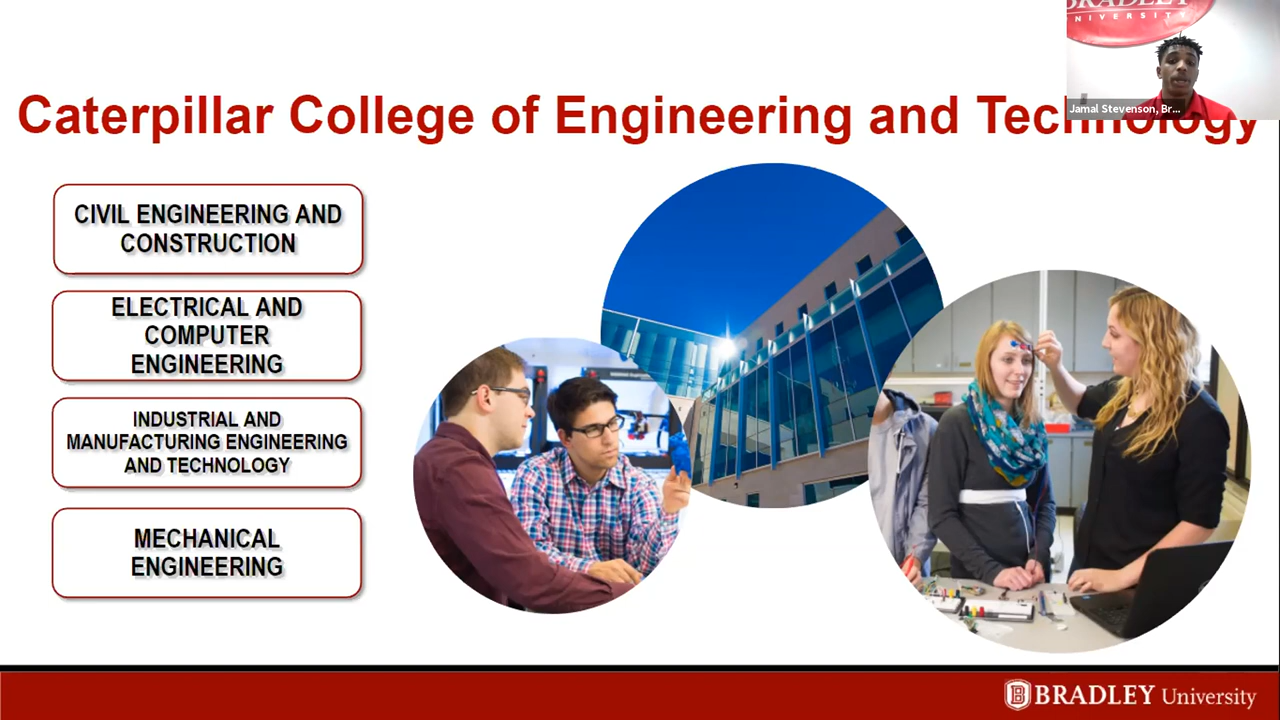 BRADLEY
UNIVERSITY
Jamal Stevenson, Br...
Caterpillar College of Engineering and Technology
CIVIL ENGINEERING AND
CONSTRUCTION
ELECTRICAL AND
COMPUTER
ENGINEERING
INDUSTRIAL AND
MANUFACTURING ENGINEERING
AND TECHNOLOGY
MECHANICAL
ENGINEERING
BRADLEY University